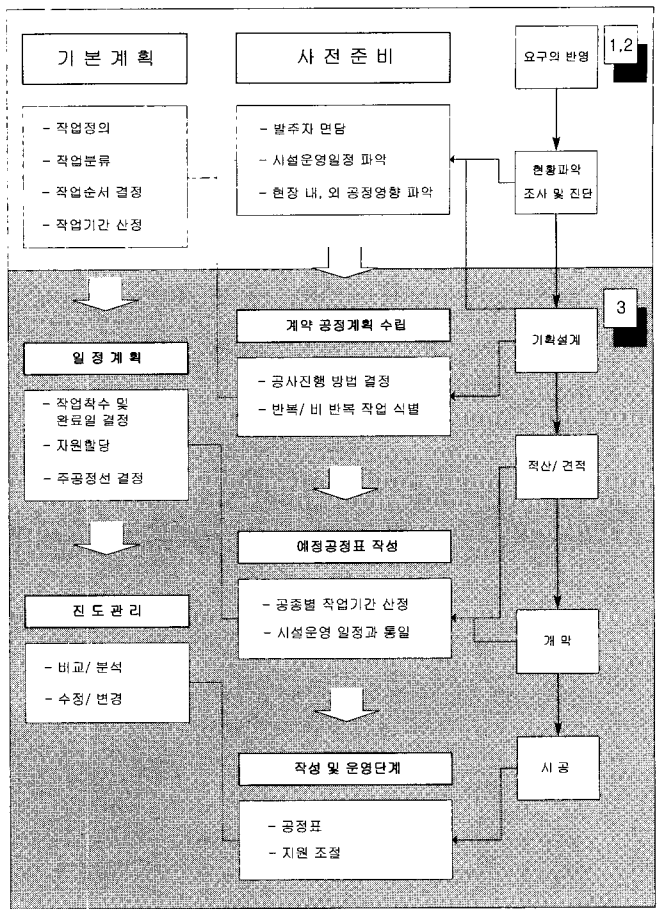 기 본 계 획
- 작업정의
- 작업분류
- 작업순서 결정
- 작업기간 산정
일 정 계 획
- 작업착수 및
완료일 결정
- 자원할당
- 주공정선 결정
진 도 관 리
- 비교/ 분석
- 수정/ 변경
사 전 준 비
- 발주자 면담
- 시설운영일정 파악
- 현장 내, 외 공정영향 파악
계약 공정계획 수립
- 공사진행 방법 결정
- 반복/ 비 반복 작업 식별
예정공정표 작성
- 공종별 작업기간 산정
- 시설운영 일정과 통일
작성 및 운영단계
- 공정표
- 지원 조절
1,2
요구의 반영
현황파악
조사 및 진단
3
기획설계
적산/ 견적
개 약
시 공